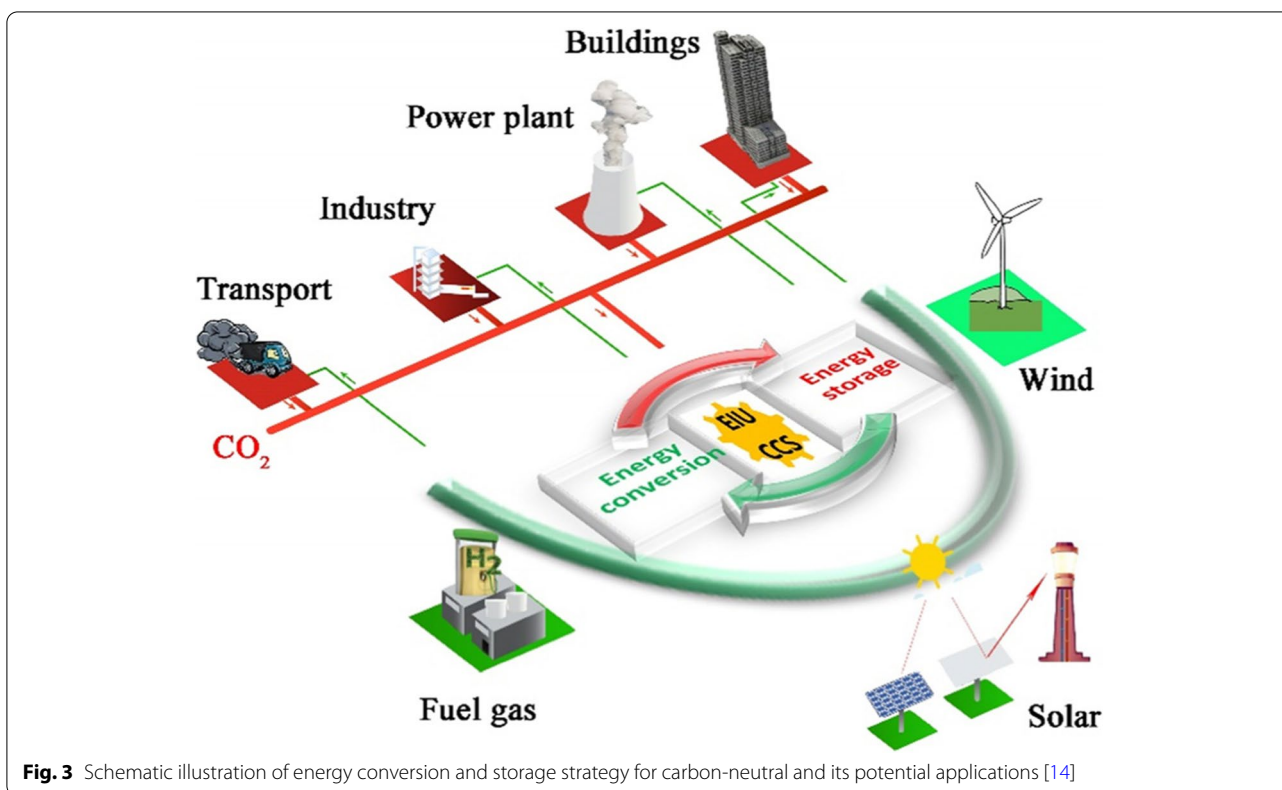 Buildings
Power plant
Industry
Transport
CO₂
Wind
Energy
storage
EIU
CCS
Energy
conversion
H2
Fuel gas
Solar
Fig. 3 Schematic illustration of energy conversion and storage strategy for carbon-neutral and its potential applications [14]